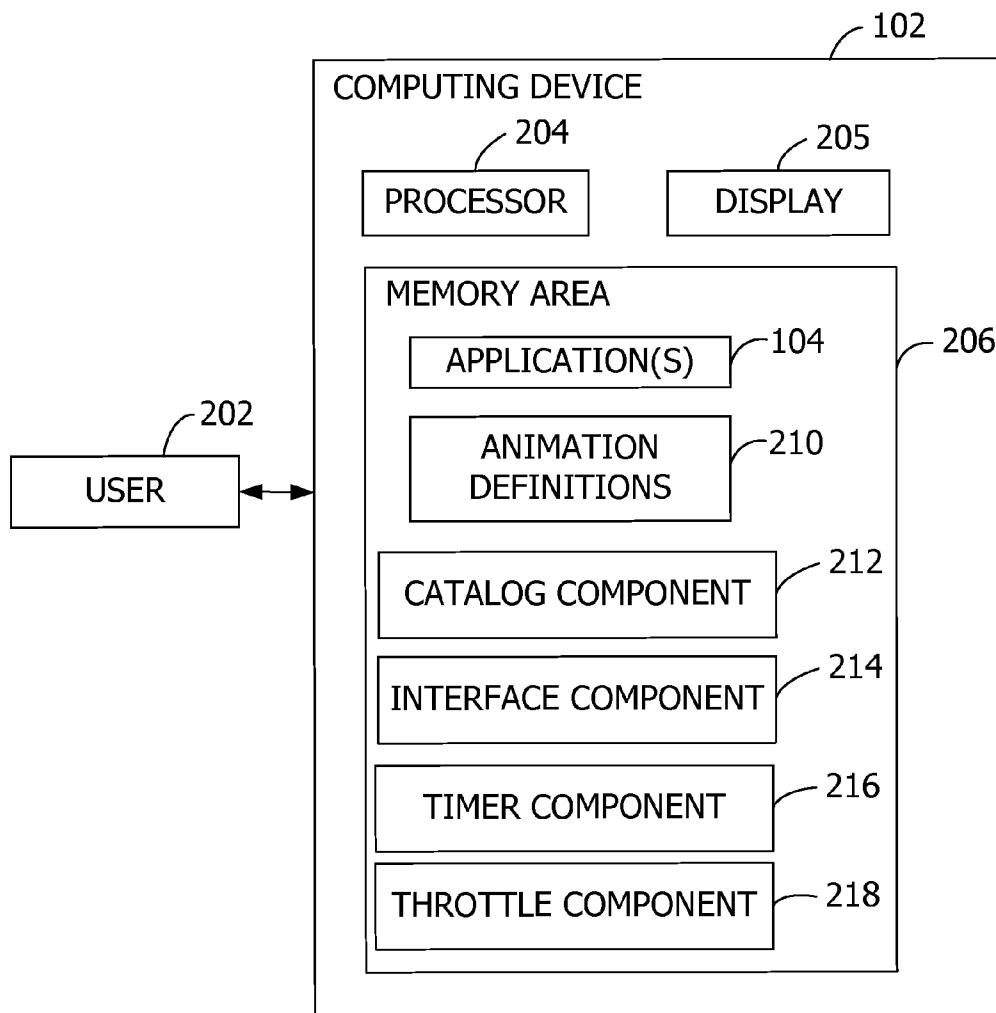 102
COMPUTING DEVICE
204
205
PROCESSOR
DISPLAY
MEMORY AREA
APPLICATION(S)
104
206
202
USER
ANIMATION
DEFINITIONS
210
CATALOG COMPONENT
212
INTERFACE COMPONENT
214
TIMER COMPONENT
216
THROTTLE COMPONENT
218